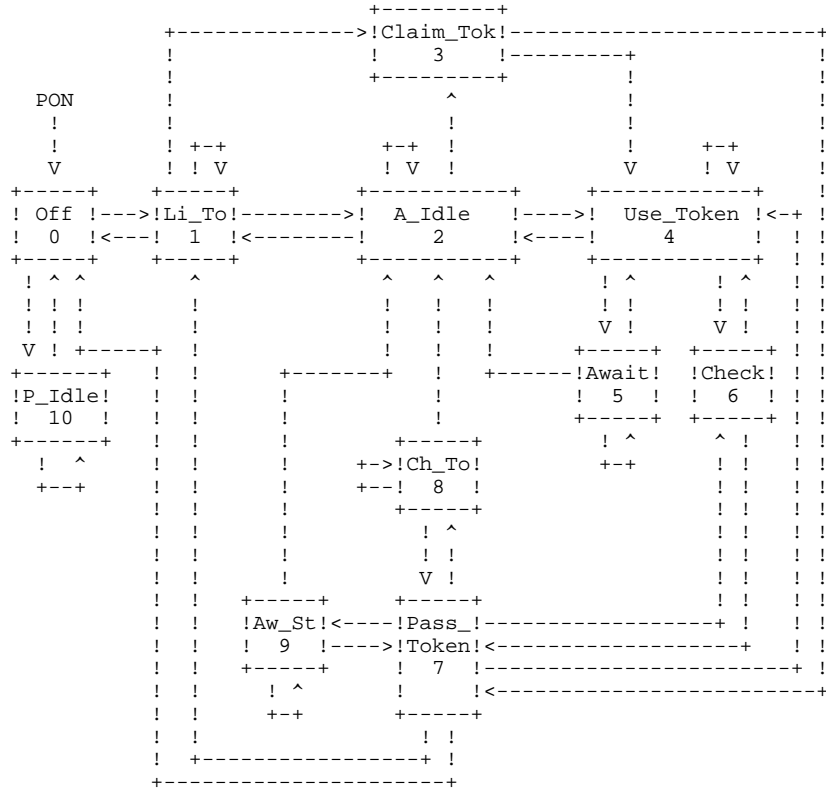 Claim_Tok
3
PON
Off Li_To A_Idle Use_Token
0 1 2 4
Await Check
P_Idle 5 6
10
Ch_To
8
Aw_St Pass_
9 Token
7